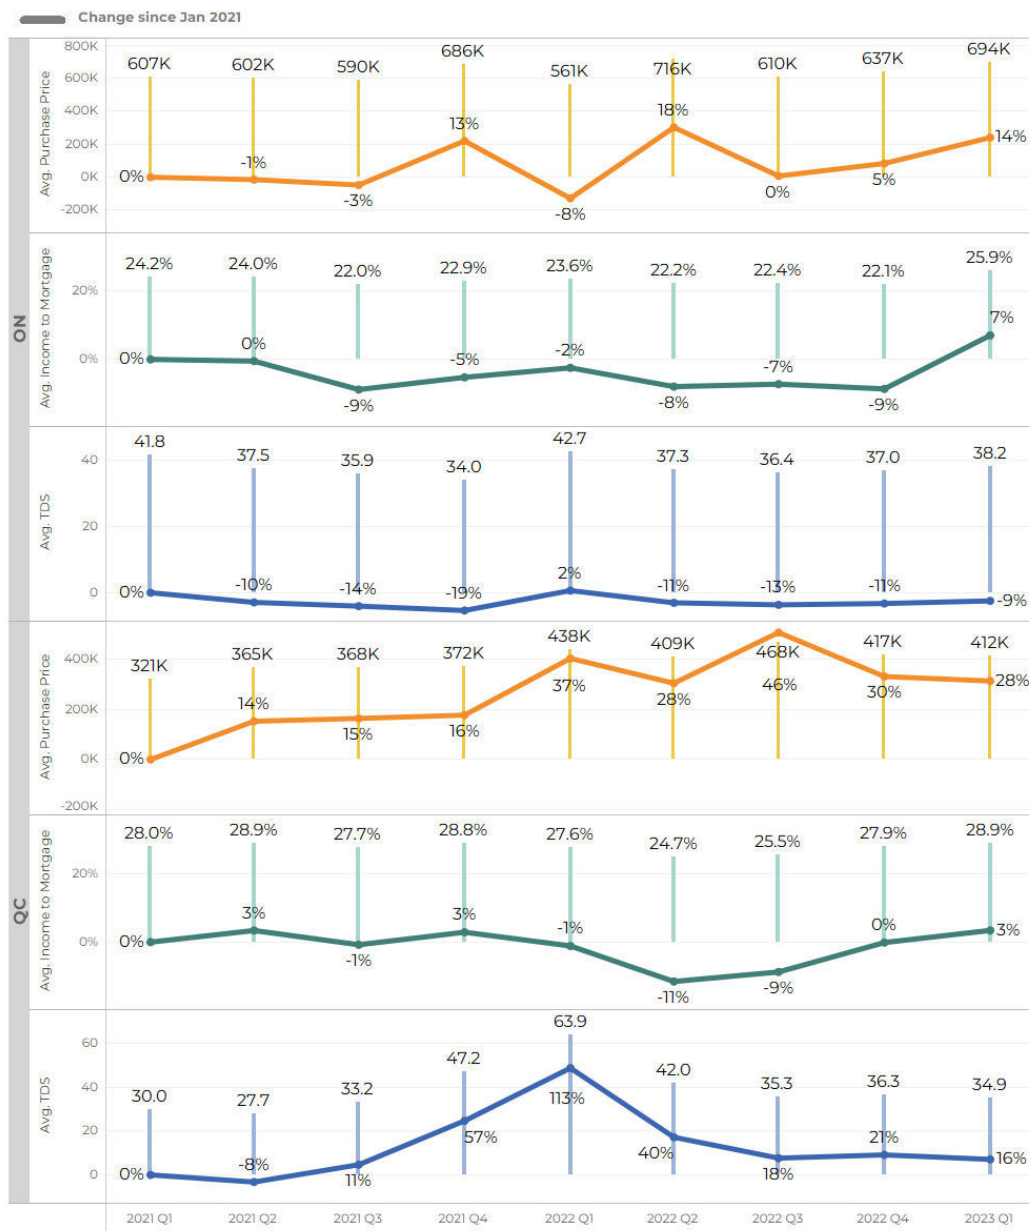 Change since Jan 2021
ON
Avg. Purchase Price
800K
600K
400K
200K
0K
-200K
607K 602K 590K 686K 561K 716K 610K 637K 694K
0% -1% -3% 13% -8% 18% 0% 5% 14%
Avg. Income to Mortgage
20%
0%
24.2% 24.0% 22.0% 22.9% 23.6% 22.2% 22.4% 22.1% 25.9%
0% 0% -9% -5% -2% -8% -7% -9% 7%
Avg. TDS
40
20
0
41.8 37.5 35.9 34.0 42.7 37.3 36.4 37.0 38.2
0% -10% -14% -19% 2% -11% -13% -11% -9%
QC
Avg. Purchase Price
400K
200K
0K
-200K
321K 365K 368K 372K 438K 409K 468K 417K 412K
0% 14% 15% 16% 37% 28% 46% 30% 28%
Avg. Income to Mortgage
20%
0%
28.0% 28.9% 27.7% 28.8% 27.6% 24.7% 25.5% 27.9% 28.9%
0% 3% -1% 3% -1% -11% -9% 0% 3%
Avg. TDS
60
40
20
0
30.0 27.7 33.2 47.2 63.9 42.0 35.3 36.3 34.9
0% -8% 11% 57% 113% 40% 18% 21% 16%
2021 Q1 2021 Q2 2021 Q3 2021 Q4 2022 Q1 2022 Q2 2022 Q3 2022 Q4 2023 Q1